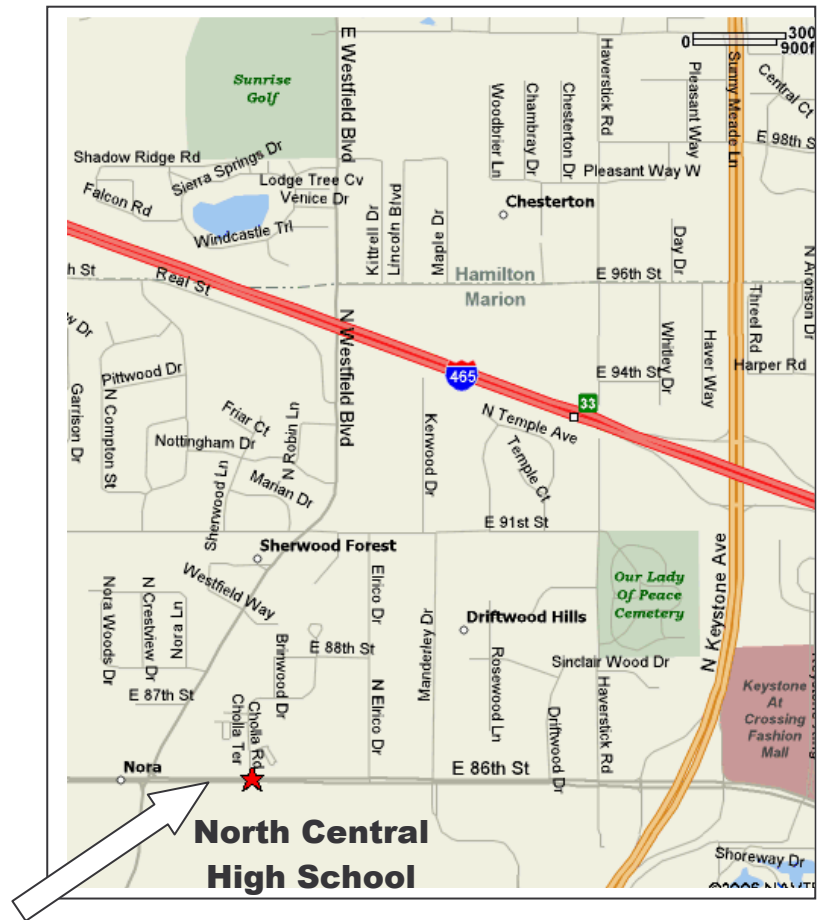 300
0
900f
Sunrise
Golf
E Westfield Blvd
Haverstick Rd
Pleasant Way
Sunny Meade Ln
Central Ct
E 98th S
Woodbrier Ln
Chambray Dr
Chesterton Dr
Shadow Ridge Rd
Sierra Springs Dr
Lodge Tree Cv
Venice Dr
Pleasant Way W
Falcon Rd
Windcastle Trl
Kittrell Dr
Lincoln Blvd
Maple Dr
Chesterton
Day Dr
N Aronson Dr
h St
Real St
Hamilton
Marion
E 96th St
w Dr
N Westfield Blvd
Threel Rd
Whitley Dr
Haver Way
Harper Rd
Pittwood Dr
465
E 94th St
33
Garrison Dr
N Compton St
Friar Ct
N Robin Ln
Kerwood Dr
N Temple Ave
Nottingham Dr
Temple Ct
Sherwood Ln
Marian Dr
E 91st St
Sherwood Forest
N Keystone Ave
Our Lady
Of Peace
Cemetery
Westfield Way
Nora Woods Dr
N Crestview Dr
Nora Ln
Elrico Dr
Manderley Dr
Driftwood Hills
Brinwood Dr
E 88th St
Rosewood Ln
Sinclair Wood Dr
E 87th St
N Elrico Dr
Driftwood Dr
Haverstick Rd
Keystone
At
Crossing
Fashion
Mall
Cholla Ter
Cholla Rd
Nora
E 86th St
North Central
High School
Shoreway Dr